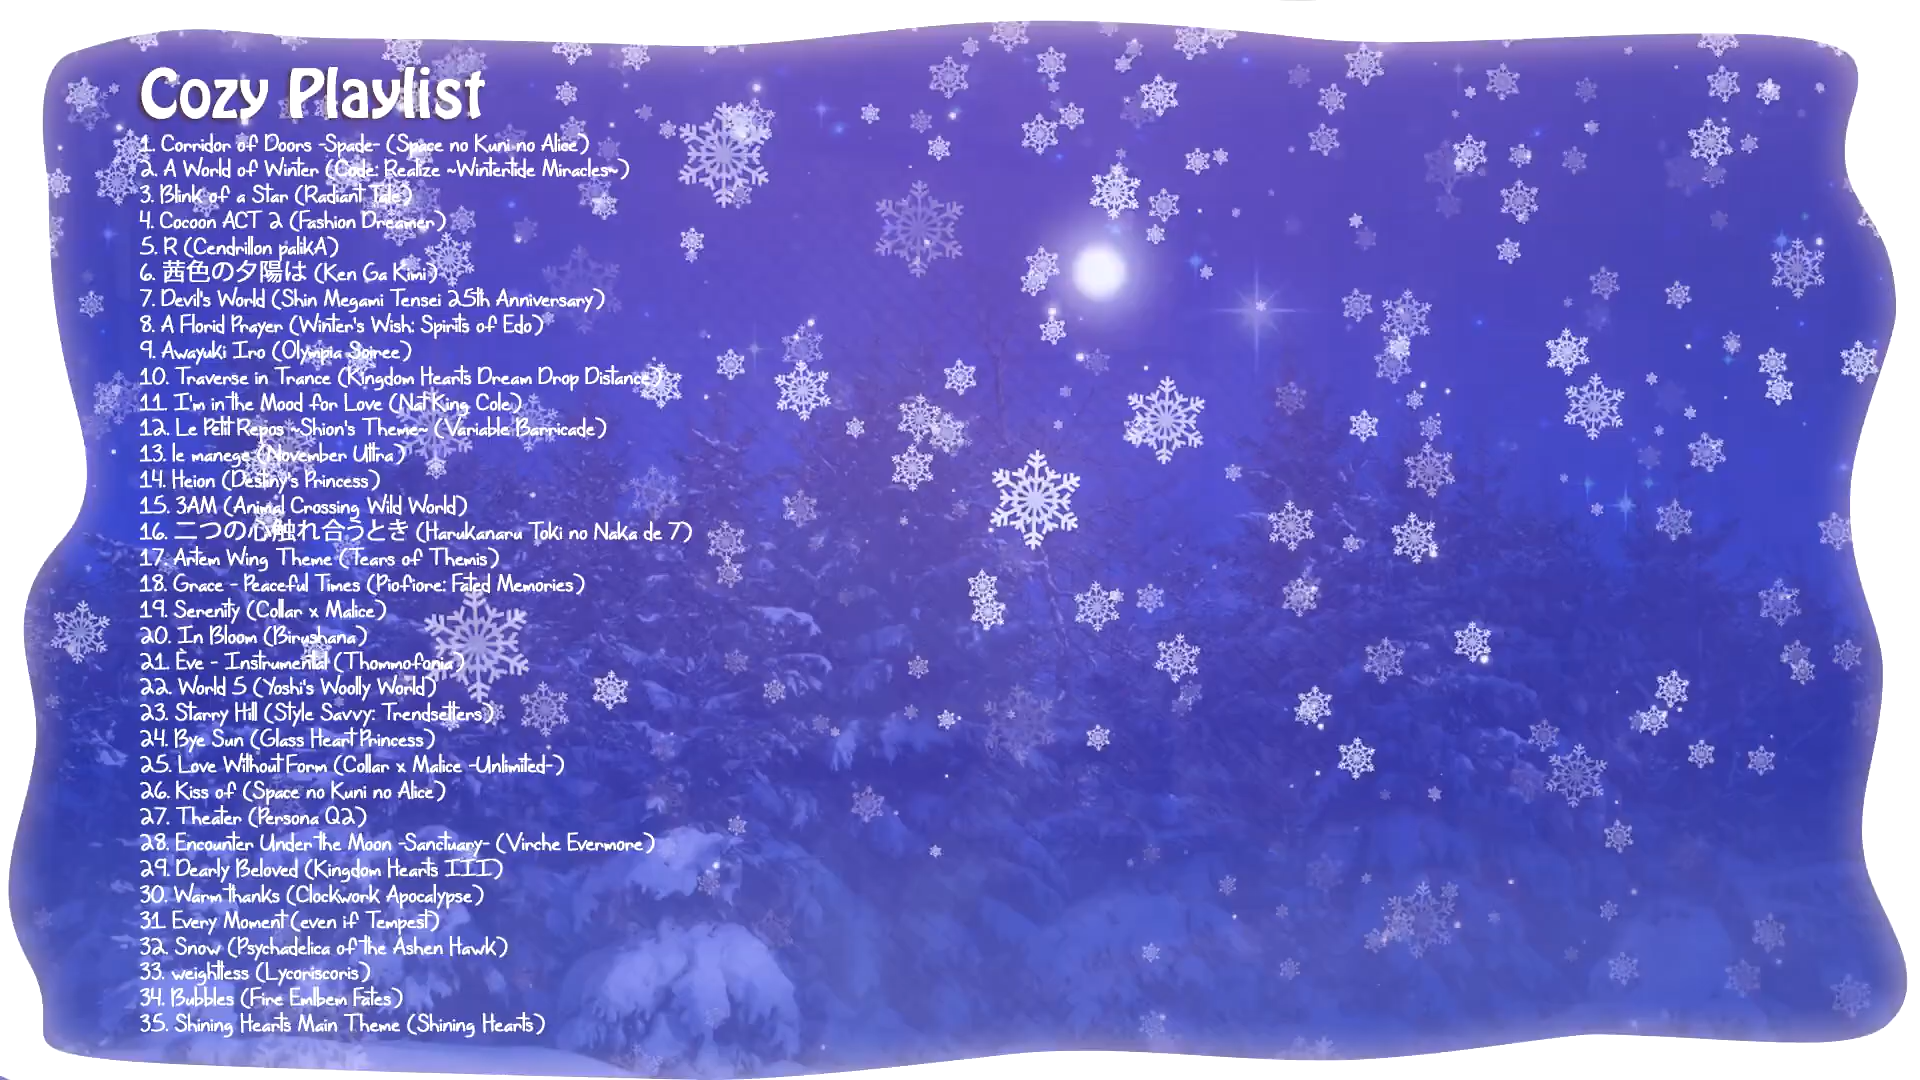 Cozy Playlist
1. Corridor of Doors -Spade- (Space no Kuni no Alice)
2. A World of Winter (Code: Realize ~Wintertide Miracles~)
3. Blink of a Star (Radiant Tale)
4. Cocoon ACT 2 (Fashion Dreamer)
5. R (Cendrillon palikA)
6. 茜色の夕陽は (Ken Ga Kimi)
7. Devil's World (Shin Megami Tensei 25th Anniversary)
8. A Florid Prayer (Winter's Wish: Spirits of Edo)
9. Awayuki Iro (Olympia Soiree)
10. Traverse in Trance (Kingdom Hearts Dream Drop Distance)
11. I'm in the Mood for Love (Nat King Cole)
12. Le Petit Repos ~Shion's Theme~ (Variable Barricade)
13. le manege (November Ultra)
14. Heion (Destiny's Princess)
15. 3AM (Animal Crossing Wild World)
16. 二つの心触れ合うとき (Harukanaru Toki no Naka de 7)
17. Artem Wing Theme (Tears of Themis)
18. Grace - Peaceful Times (Piofiore: Fated Memories)
19. Serenity (Collar x Malice)
20. In Bloom (Birushana)
21. Ève - Instrumental (Thommofonia)
22. World 5 (Yoshi's Woolly World)
23. Starry Hill (Style Savvy: Trendsetters)
24. Bye Sun (Glass Heart Princess)
25. Love Without Form (Collar x Malice -Unlimited-)
26. Kiss of (Space no Kuni no Alice)
27. Theater (Persona Q2)
28. Encounter Under the Moon -Sanctuary- (Virche Evermore)
29. Dearly Beloved (Kingdom Hearts III)
30. Warm thanks (Clockwork Apocalypse)
31. Every Moment (even if Tempest)
32. Snow (Psychadelica of the Ashen Hawk)
33. weightless (Lycoriscoris)
34. Bubbles (Fire Emlbem Fates)
35. Shining Hearts Main Theme (Shining Hearts)